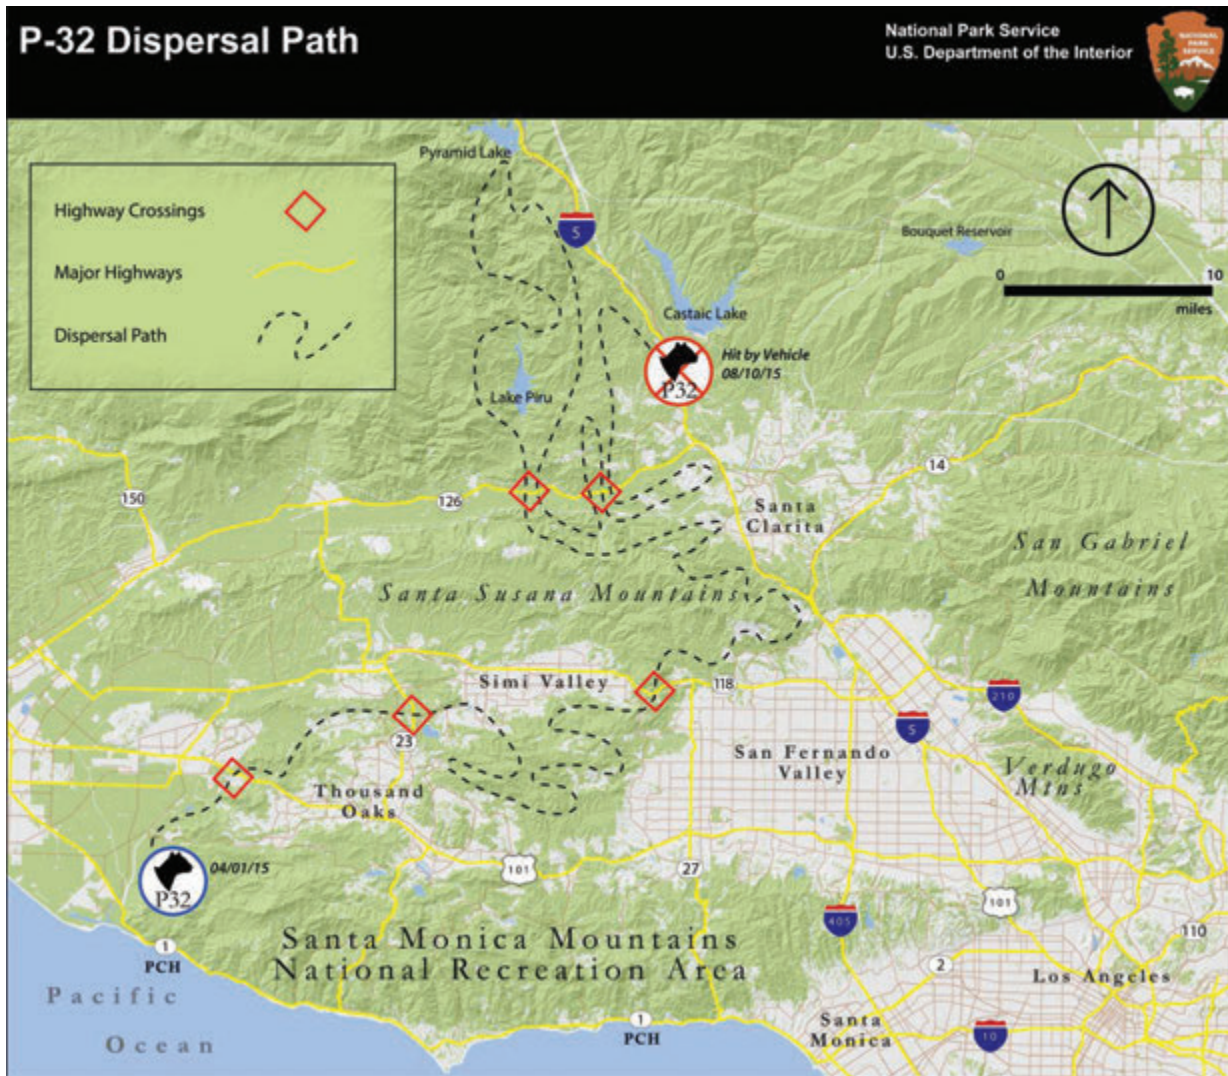 P-32 Dispersal Path
National Park Service
U.S. Department of the Interior
NATIONAL
PARK
SERVICE
Highway Crossings
Major Highways
Dispersal Path
Pyramid Lake
5
Bouquet Reservoir
0 10
miles
Castaic Lake
Hit by Vehicle
08/10/15
P32
Lake Piru
150
126
14
Santa
Clarita
San Gabriel
Mountains
Santa Susana Mountains
Simi Valley
118
210
5
23
San Fernando
Valley
Verdugo
Mtns
Thousand
Oaks
04/01/15
P32
101
27
101
405
110
1
PCH
Santa Monica Mountains
National Recreation Area
2
Los Angeles
Pacific
Ocean
1
PCH
Santa
Monica
10